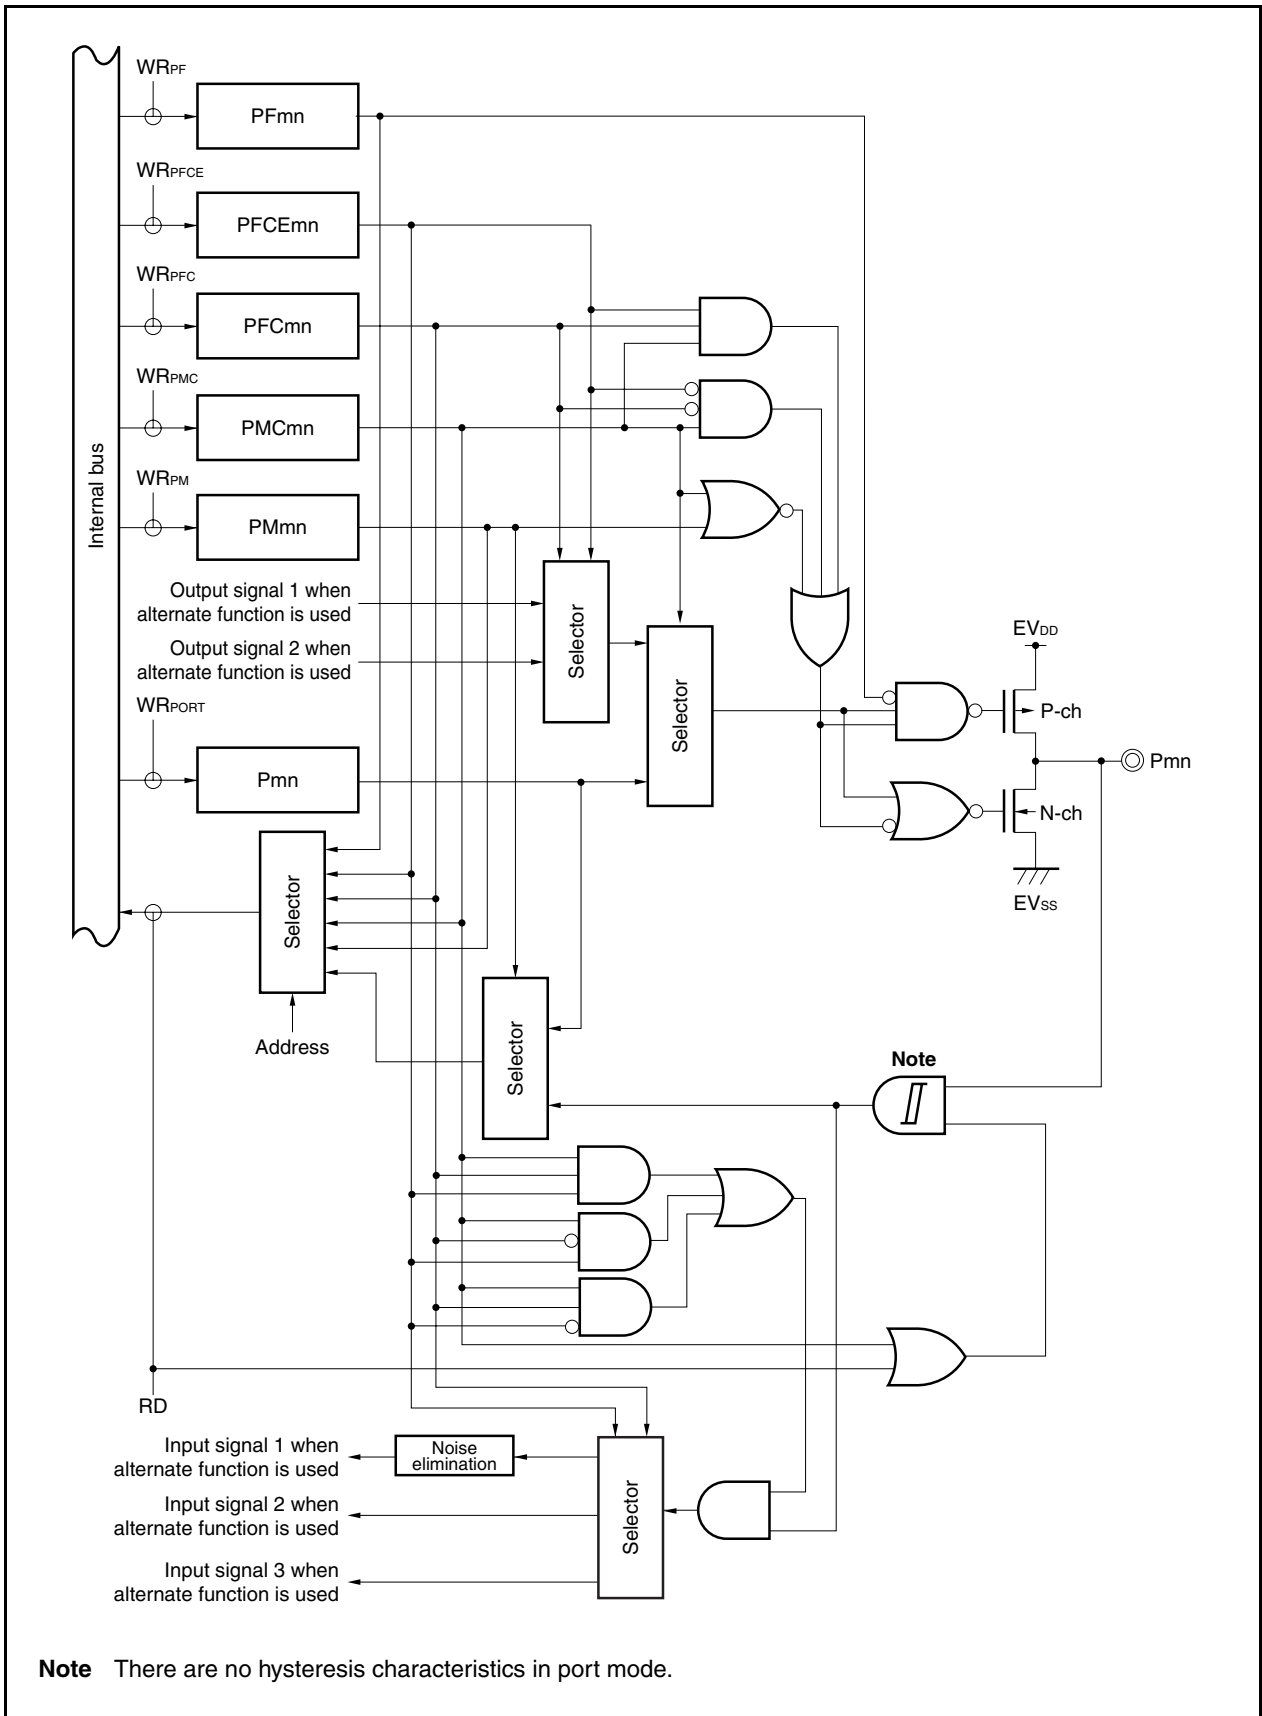 WRPF
PFmn
WRPFCE
PFCEmn
WRPFC
PFCmn
WRPMC
PMCmn
Internal bus
WRPM
PMmn
Output signal 1 when
alternate function is used
Output signal 2 when
alternate function is used
Selector
Selector
EVDD
P-ch
WRPORT
Pmn
Pmn
N-ch
EVSS
Selector
Address
Selector
Note
RD
Input signal 1 when
alternate function is used
Noise
elimination
Input signal 2 when
alternate function is used
Selector
Input signal 3 when
alternate function is used
Note There are no hysteresis characteristics in port mode.